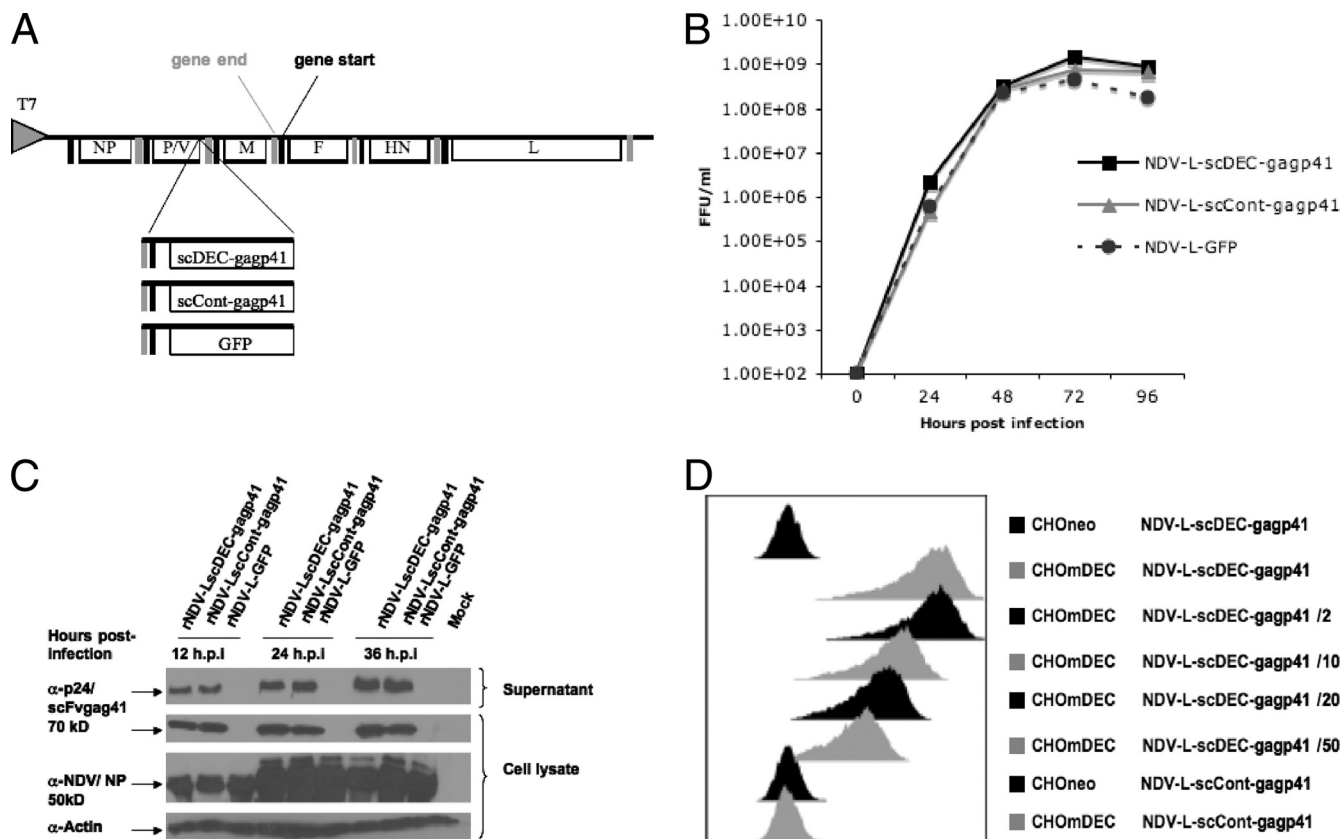 A
gene end
gene start
T7
NP
P/V
M
F
HN
L
scDEC-gagp41
scCont-gagp41
GFP
B
1.00E+10
1.00E+09
1.00E+08
1.00E+07
1.00E+06
1.00E+05
1.00E+04
1.00E+03
1.00E+02
FFU/ml
0 24 48 72 96
Hours post infection
NDV-L-scDEC-gagp41
NDV-L-scCont-gagp41
NDV-L-GFP
C
rNDV-LscDEC-gagp41
rNDV-LscCont-gagp41
rNDV-L-GFP
rNDV-LscDEC-gagp41
rNDV-LscCont-gagp41
rNDV-L-GFP
rNDV-LscDEC-gagp41
rNDV-LscCont-gagp41
rNDV-L-GFP
Mock
Hours post-
infection
12 h.p.i 24 h.p.i 36 h.p.i
α-p24/
scFvgag41
70 kD
α-NDV/ NP
50kD
α-Actin
Supernatant
Cell lysate
D
CHOneo NDV-L-scDEC-gagp41
CHOmDEC NDV-L-scDEC-gagp41
CHOmDEC NDV-L-scDEC-gagp41 /2
CHOmDEC NDV-L-scDEC-gagp41 /10
CHOmDEC NDV-L-scDEC-gagp41 /20
CHOmDEC NDV-L-scDEC-gagp41 /50
CHOneo NDV-L-scCont-gagp41
CHOmDEC NDV-L-scCont-gagp41